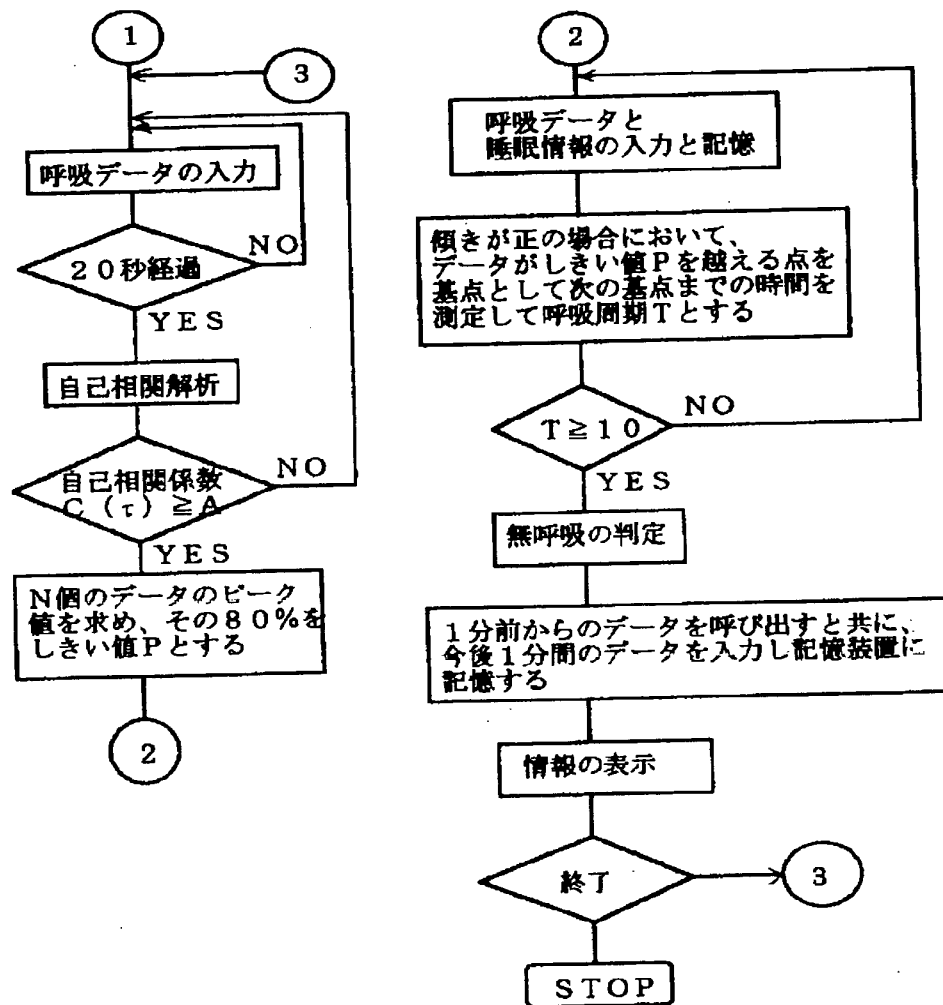 1
3
呼吸データの入力
20秒経過
NO
YES
自己相関解析
自己相関係数
C(τ)≧A
NO
YES
N個のデータのピーク
値を求め、その80%を
しきい値Pとする
2
2
呼吸データと
睡眠情報の入力と記憶
傾きが正の場合において、
データがしきい値Pを越える点を
基点として次の基点までの時間を
測定して呼吸周期Tとする
T≧10
NO
YES
無呼吸の判定
1分前からのデータを呼び出すと共に、
今後1分間のデータを入力し記憶装置に
記憶する
情報の表示
終了
3
STOP